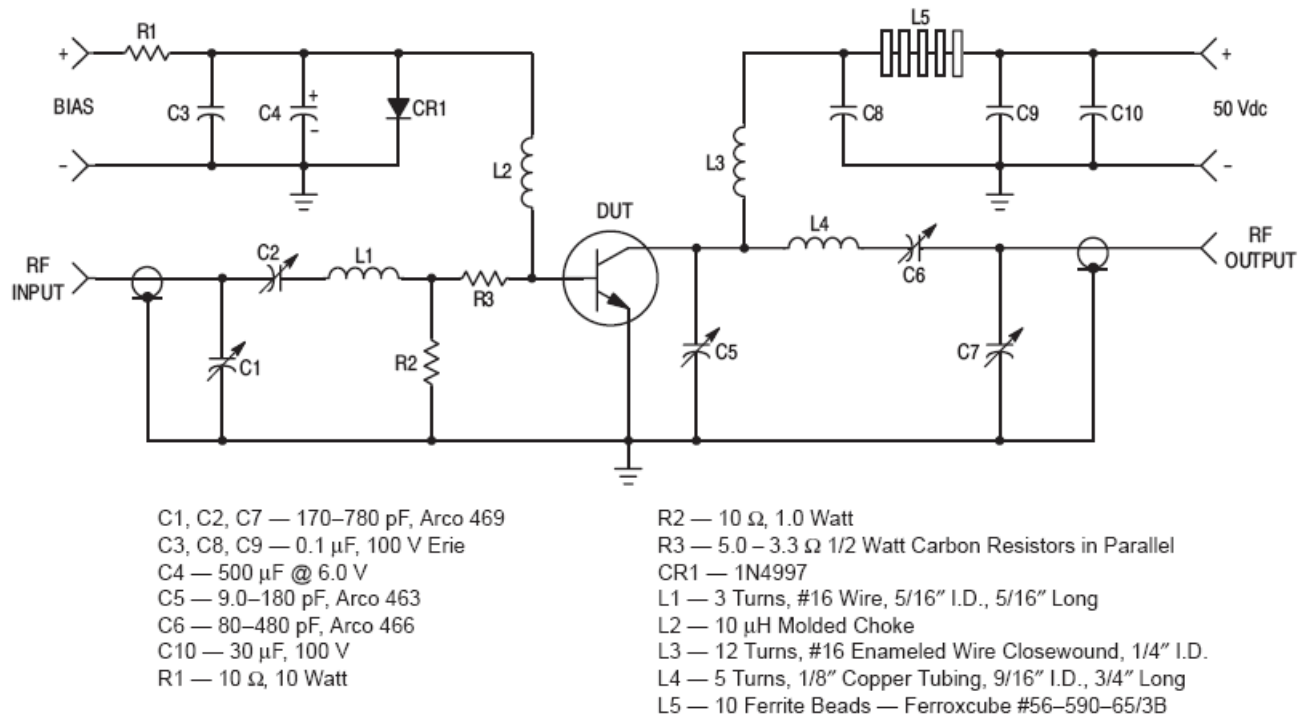 R1
L5
+
+
BIAS
C3
C4
+
−
CR1
C8
C9
C10
50 Vdc
L2
L3
−
−
DUT
L4
RF
INPUT
C2
L1
R3
C6
RF
OUTPUT
C1
R2
C5
C7
C1, C2, C7 — 170–780 pF, Arco 469
C3, C8, C9 — 0.1 μF, 100 V Erie
C4 — 500 μF @ 6.0 V
C5 — 9.0–180 pF, Arco 463
C6 — 80–480 pF, Arco 466
C10 — 30 μF, 100 V
R1 — 10 Ω, 10 Watt
R2 — 10 Ω, 1.0 Watt
R3 — 5.0 – 3.3 Ω 1/2 Watt Carbon Resistors in Parallel
CR1 — 1N4997
L1 — 3 Turns, #16 Wire, 5/16″ I.D., 5/16″ Long
L2 — 10 μH Molded Choke
L3 — 12 Turns, #16 Enameled Wire Closewound, 1/4″ I.D.
L4 — 5 Turns, 1/8″ Copper Tubing, 9/16″ I.D., 3/4″ Long
L5 — 10 Ferrite Beads — Ferroxcube #56–590–65/3B